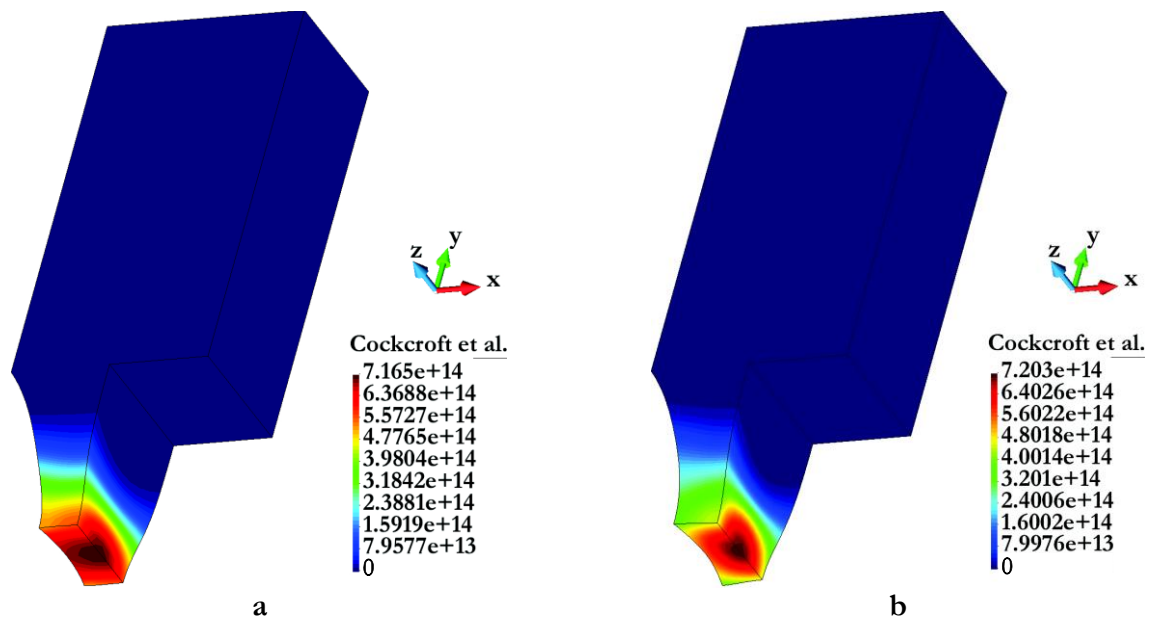 z
y
x
Cockcroft et al.
7.165e+14
6.3688e+14
5.5727e+14
4.7765e+14
3.9804e+14
3.1842e+14
2.3881e+14
1.5919e+14
7.9577e+13
0
a
z
y
x
Cockcroft et al.
7.203e+14
6.4026e+14
5.6022e+14
4.8018e+14
4.0014e+14
3.201e+14
2.4006e+14
1.6002e+14
7.9976e+13
0
b